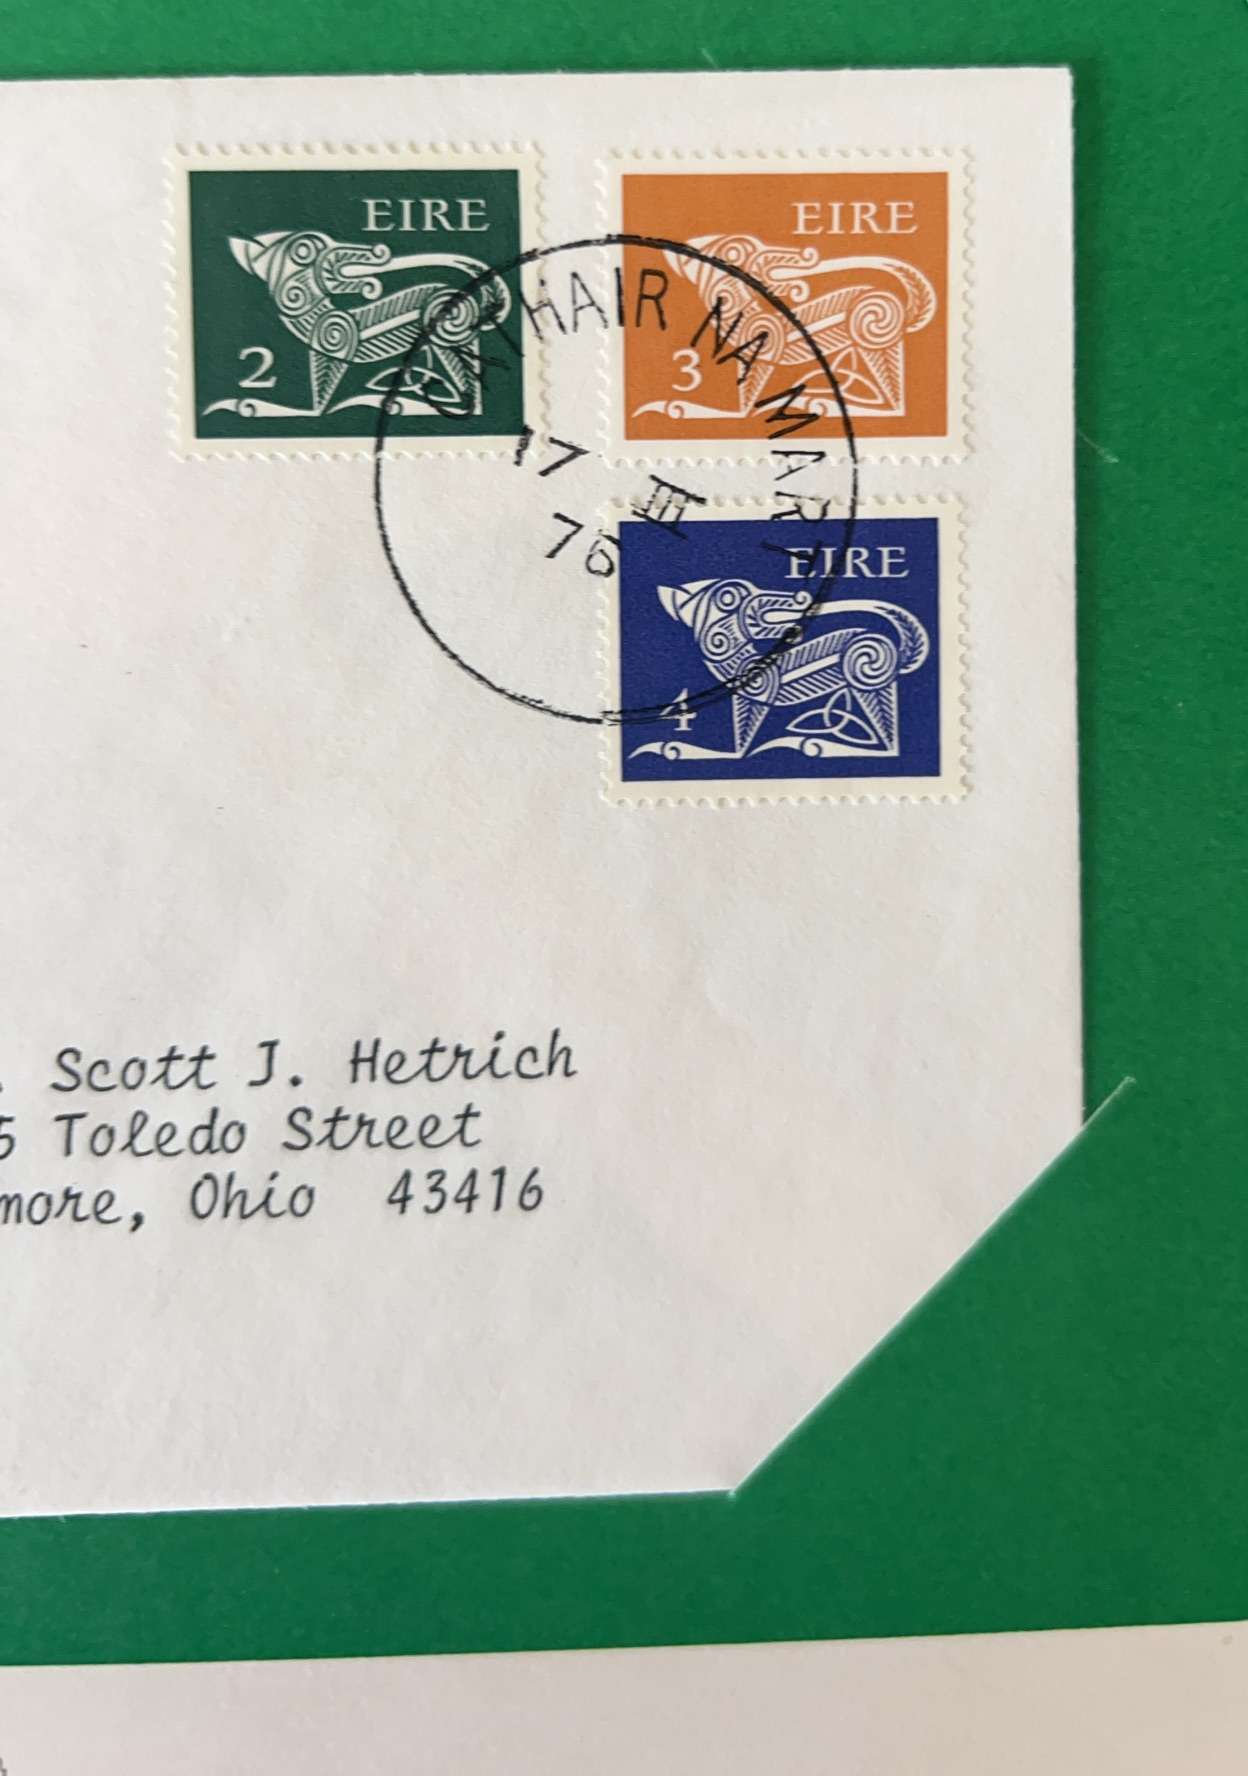 EIRE
2
EIRE
3
EIRE
4
CATHAIR NA MART
17 III
76
. Scott J. Hetrich
5 Toledo Street
more, Ohio 43416